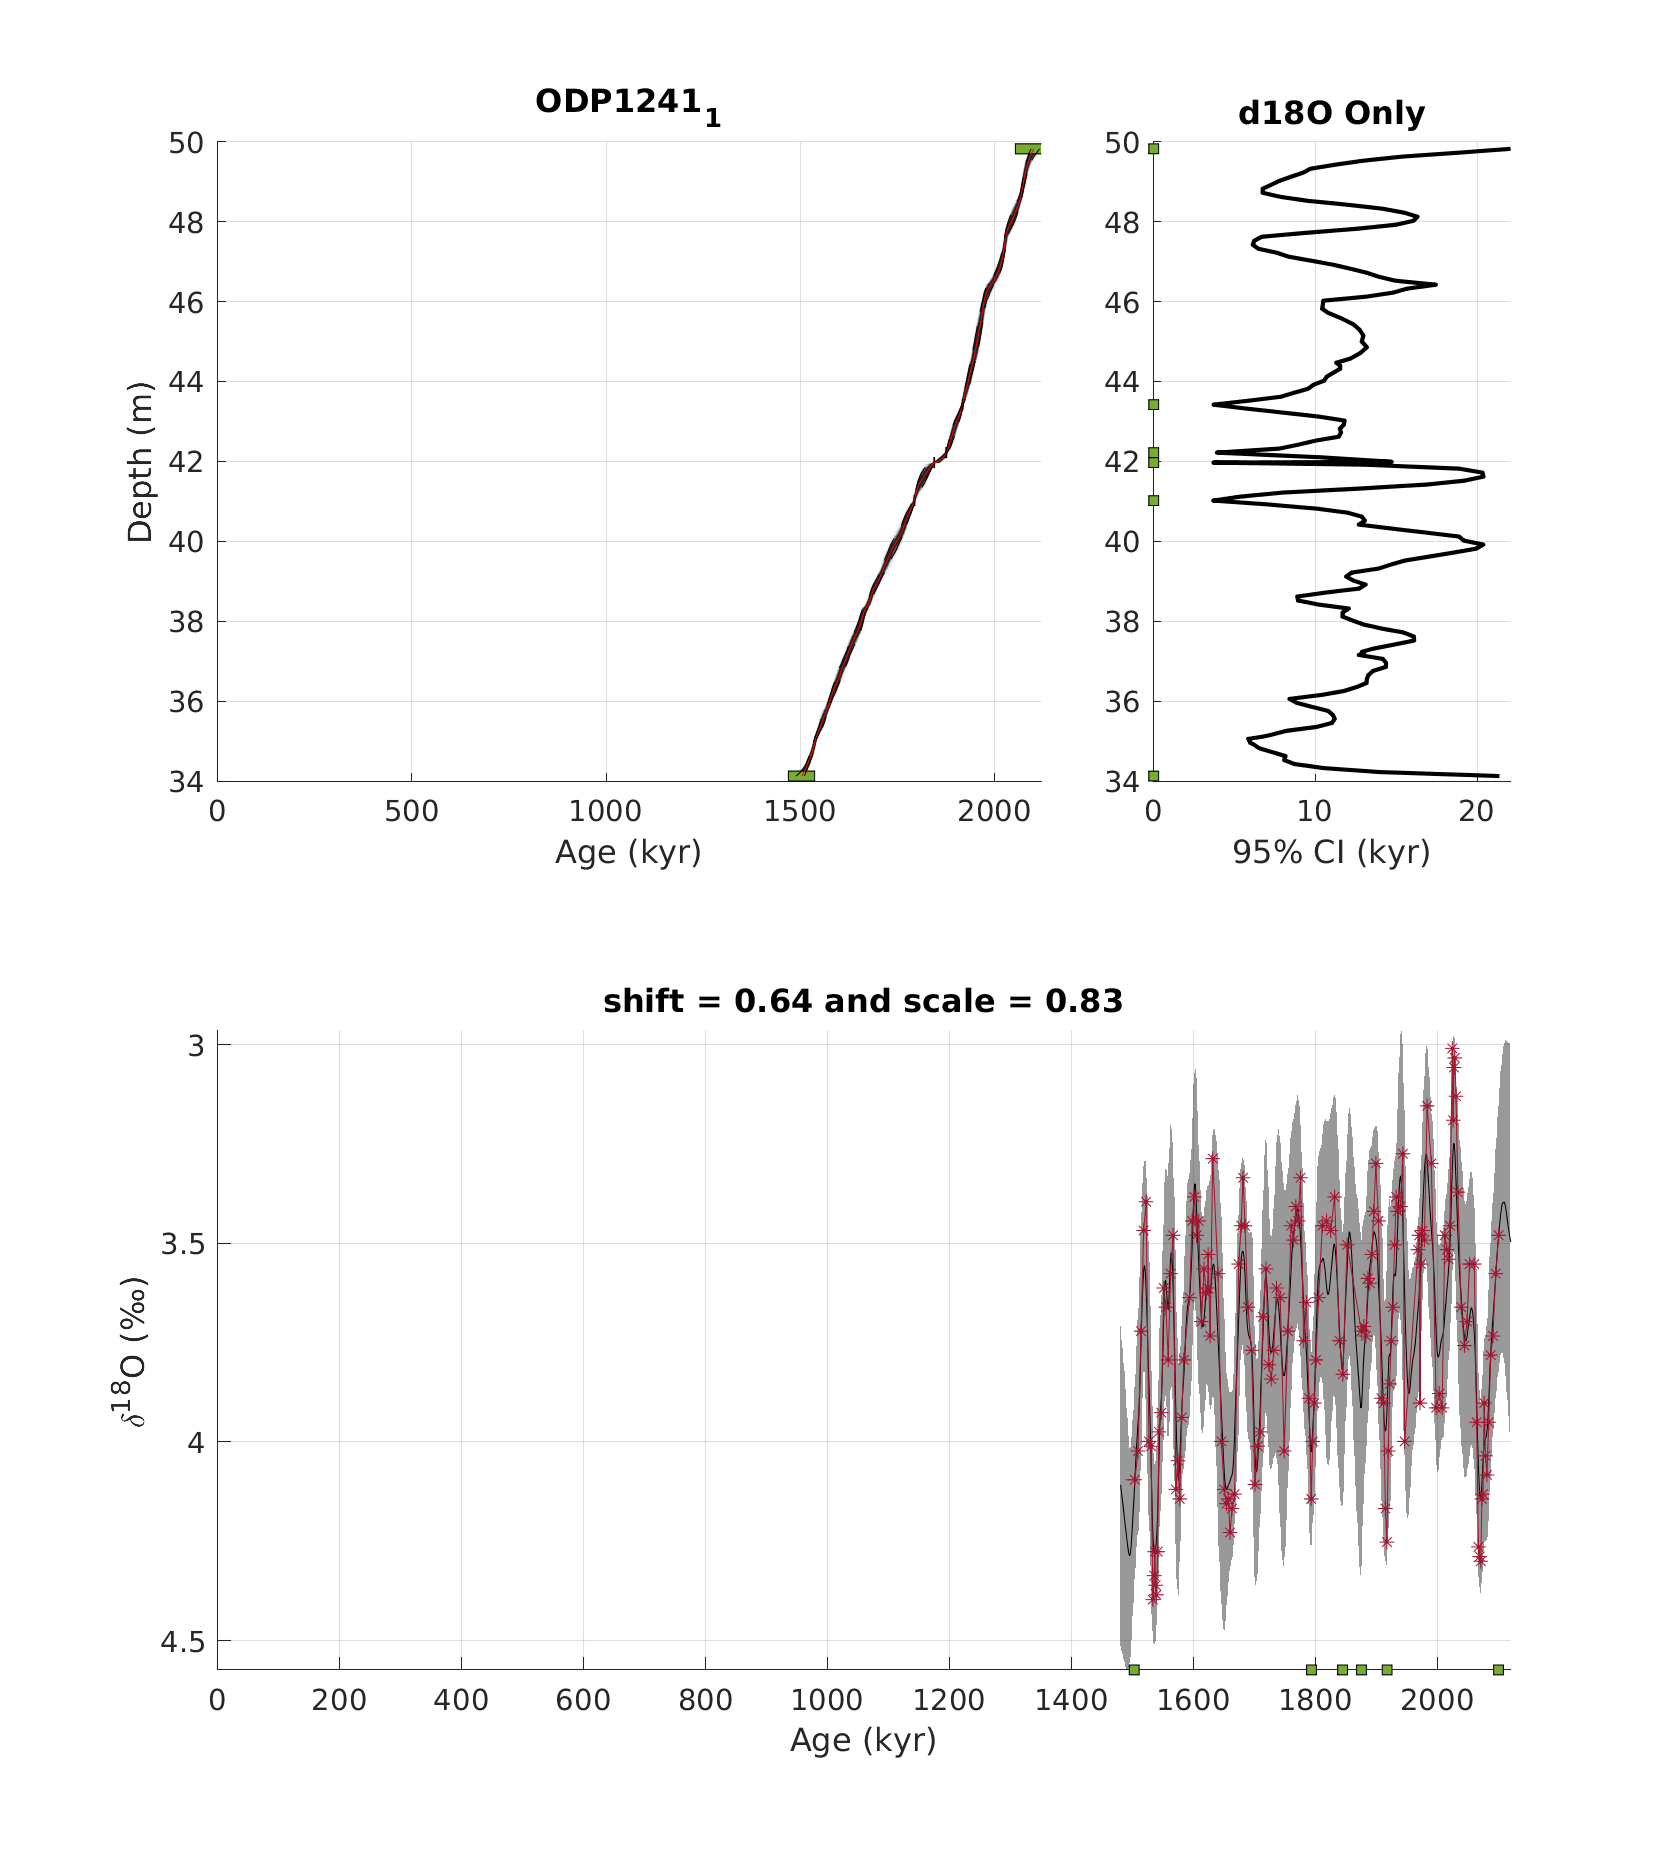 ODP1241₁
50
48
46
44
42
40
38
36
34
Depth (m)
0 500 1000 1500 2000
Age (kyr)
d18O Only
50
48
46
44
42
40
38
36
34
0 10 20
95% CI (kyr)
shift = 0.64 and scale = 0.83
3
3.5
4
4.5
δ¹⁸O (‰)
0 200 400 600 800 1000 1200 1400 1600 1800 2000
Age (kyr)